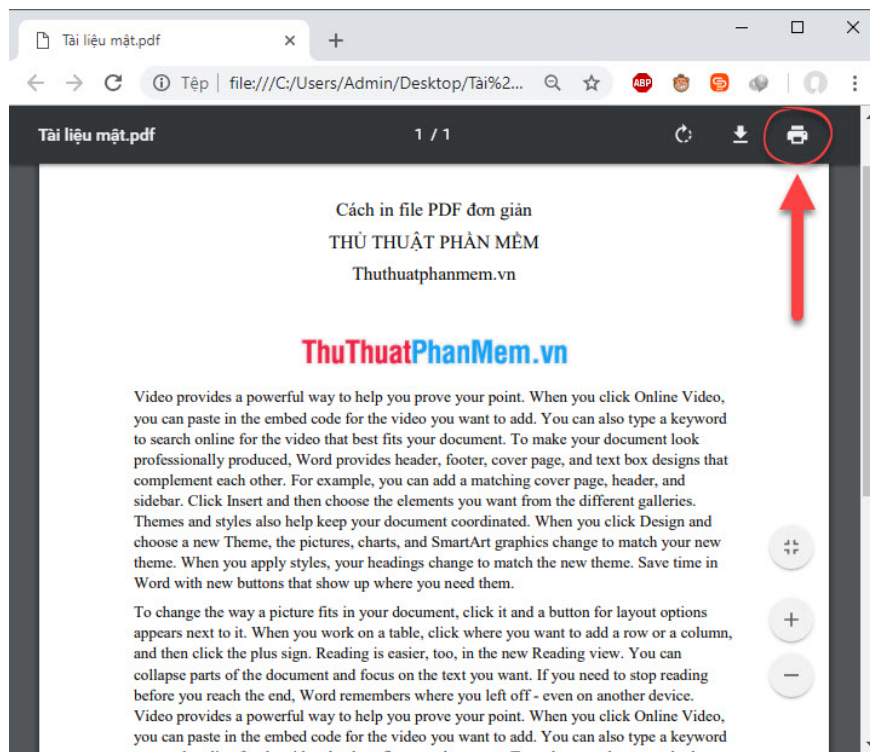 Tài liệu mật.pdf
Tệp | file:///C:/Users/Admin/Desktop/Tài%2...
ABP
Tài liệu mật.pdf
1 / 1
Cách in file PDF đơn giản
THỦ THUẬT PHẦN MỀM
Thuthuatphanmem.vn
ThuThuatPhanMem.vn
Video provides a powerful way to help you prove your point. When you click Online Video,
you can paste in the embed code for the video you want to add. You can also type a keyword
to search online for the video that best fits your document. To make your document look
professionally produced, Word provides header, footer, cover page, and text box designs that
complement each other. For example, you can add a matching cover page, header, and
sidebar. Click Insert and then choose the elements you want from the different galleries.
Themes and styles also help keep your document coordinated. When you click Design and
choose a new Theme, the pictures, charts, and SmartArt graphics change to match your new
theme. When you apply styles, your headings change to match the new theme. Save time in
Word with new buttons that show up where you need them.
To change the way a picture fits in your document, click it and a button for layout options
appears next to it. When you work on a table, click where you want to add a row or a column,
and then click the plus sign. Reading is easier, too, in the new Reading view. You can
collapse parts of the document and focus on the text you want. If you need to stop reading
before you reach the end, Word remembers where you left off - even on another device.
Video provides a powerful way to help you prove your point. When you click Online Video,
you can paste in the embed code for the video you want to add. You can also type a keyword